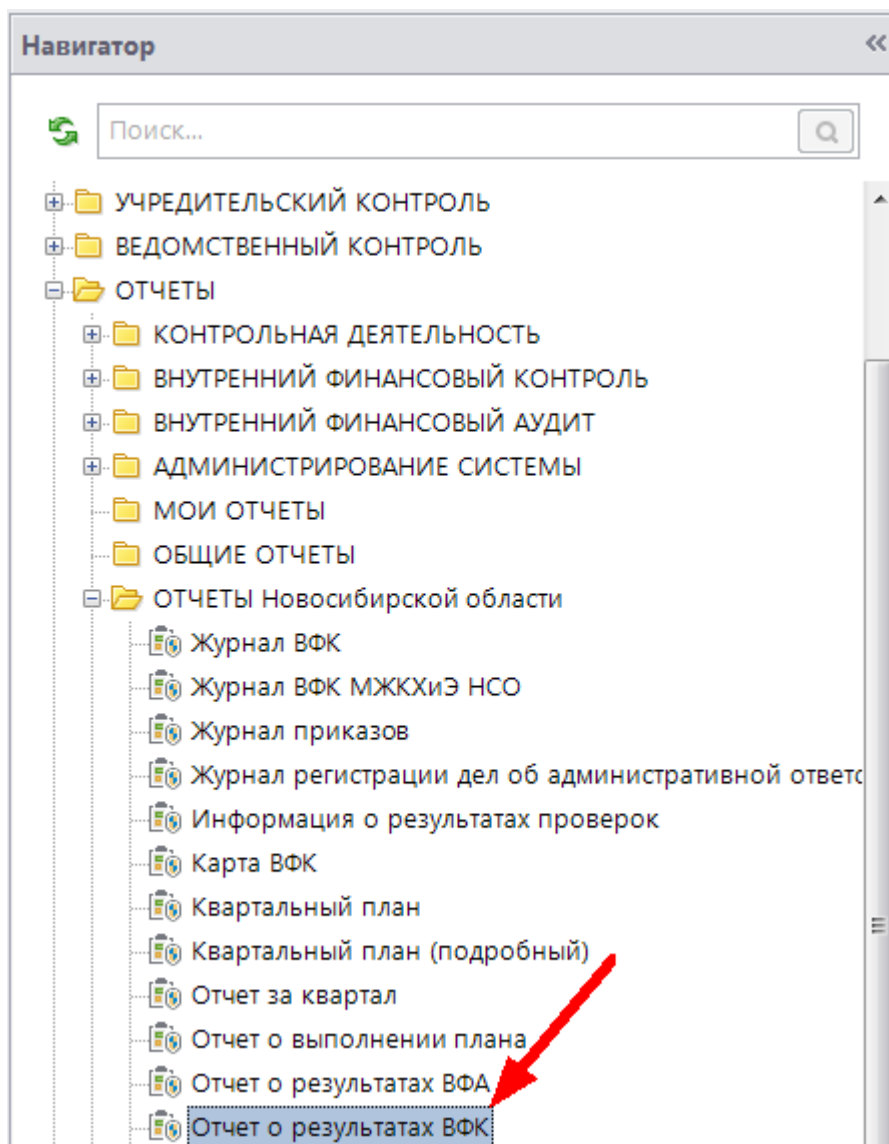 Навигатор
Поиск...
УЧРЕДИТЕЛЬСКИЙ КОНТРОЛЬ
ВЕДОМСТВЕННЫЙ КОНТРОЛЬ
ОТЧЕТЫ
КОНТРОЛЬНАЯ ДЕЯТЕЛЬНОСТЬ
ВНУТРЕННИЙ ФИНАНСОВЫЙ КОНТРОЛЬ
ВНУТРЕННИЙ ФИНАНСОВЫЙ АУДИТ
АДМИНИСТРИРОВАНИЕ СИСТЕМЫ
МОИ ОТЧЕТЫ
ОБЩИЕ ОТЧЕТЫ
ОТЧЕТЫ Новосибирской области
Журнал ВФК
Журнал ВФК МЖКХиЭ НСО
Журнал приказов
Журнал регистрации дел об административной ответс
Информация о результатах проверок
Карта ВФК
Квартальный план
Квартальный план (подробный)
Отчет за квартал
Отчет о выполнении плана
Отчет о результатах ВФА
Отчет о результатах ВФК